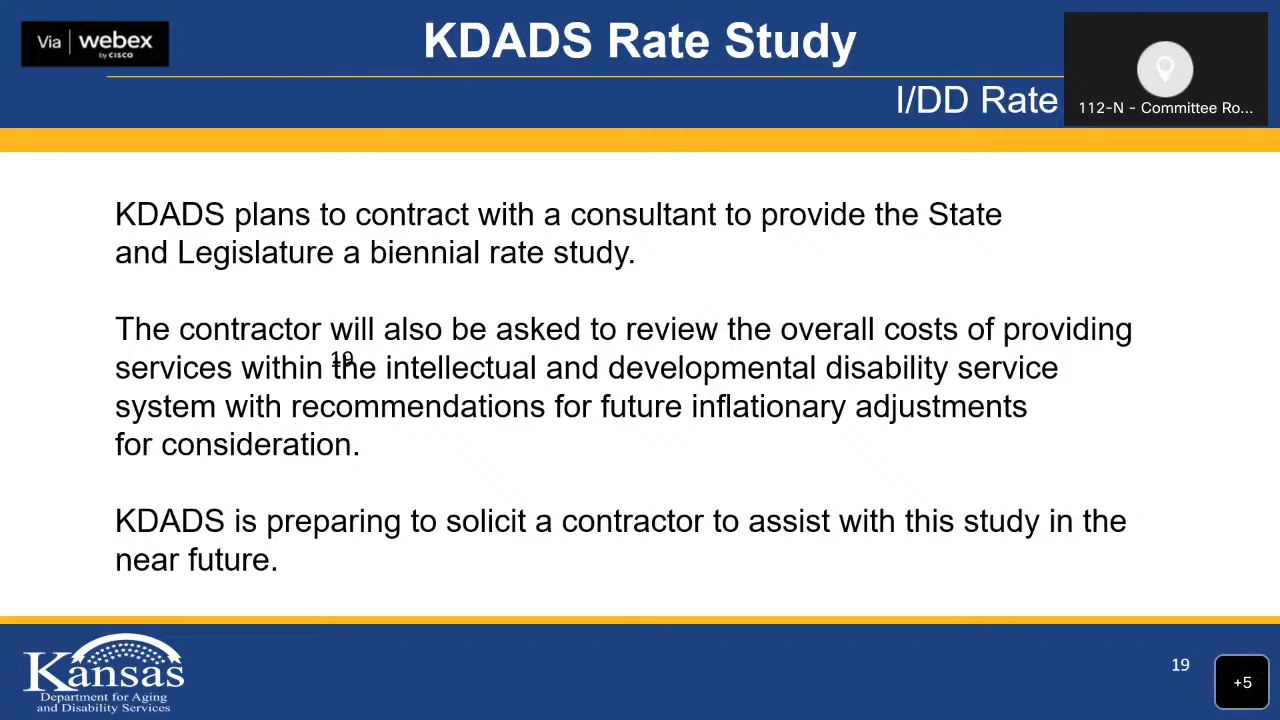 Via webex
by CISCO
KDADS Rate Study
I/DD Rate
112-N - Committee Ro...
KDADS plans to contract with a consultant to provide the State
and Legislature a biennial rate study.
The contractor will also be asked to review the overall costs of providing
19
services within the intellectual and developmental disability service
system with recommendations for future inflationary adjustments
for consideration.
KDADS is preparing to solicit a contractor to assist with this study in the
near future.
Kansas
Department for Aging
and Disability Services
19
+5